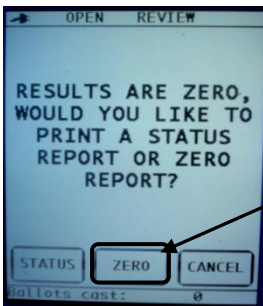 OPEN REVIEW
RESULTS ARE ZERO,
WOULD YOU LIKE TO
PRINT A STATUS
REPORT OR ZERO
REPORT?
STATUS ZERO CANCEL
Ballots cast: 0